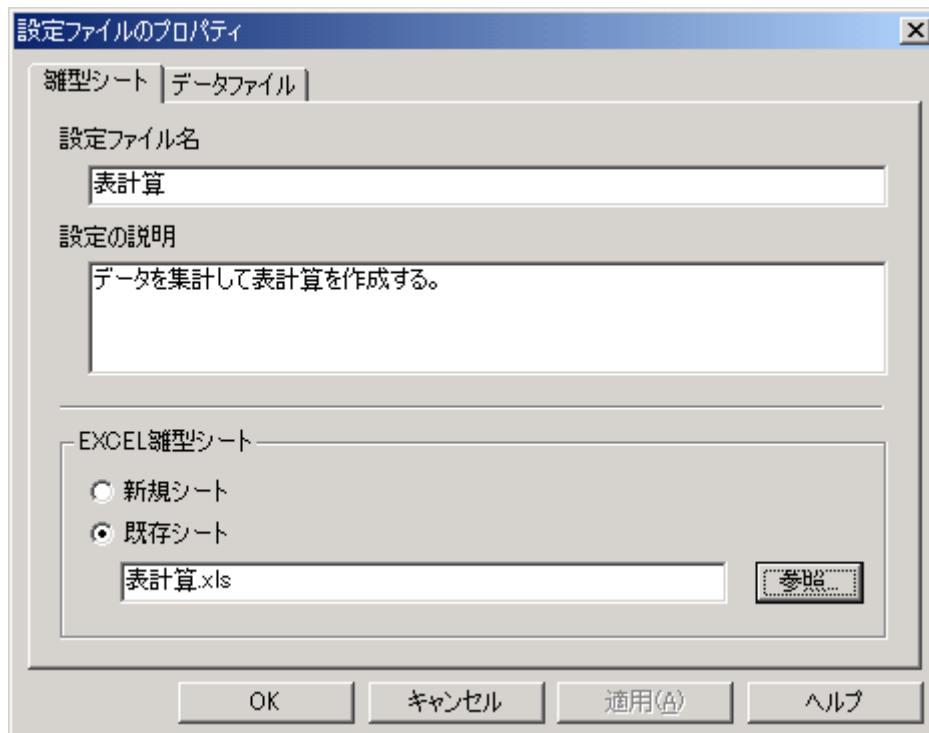 設定ファイルのプロパティ
雛型シート データファイル
設定ファイル名
表計算
設定の説明
データを集計して表計算を作成する。
EXCEL雛型シート
新規シート
既存シート
表計算.xls 参照...
OK キャンセル 適用(A) ヘルプ